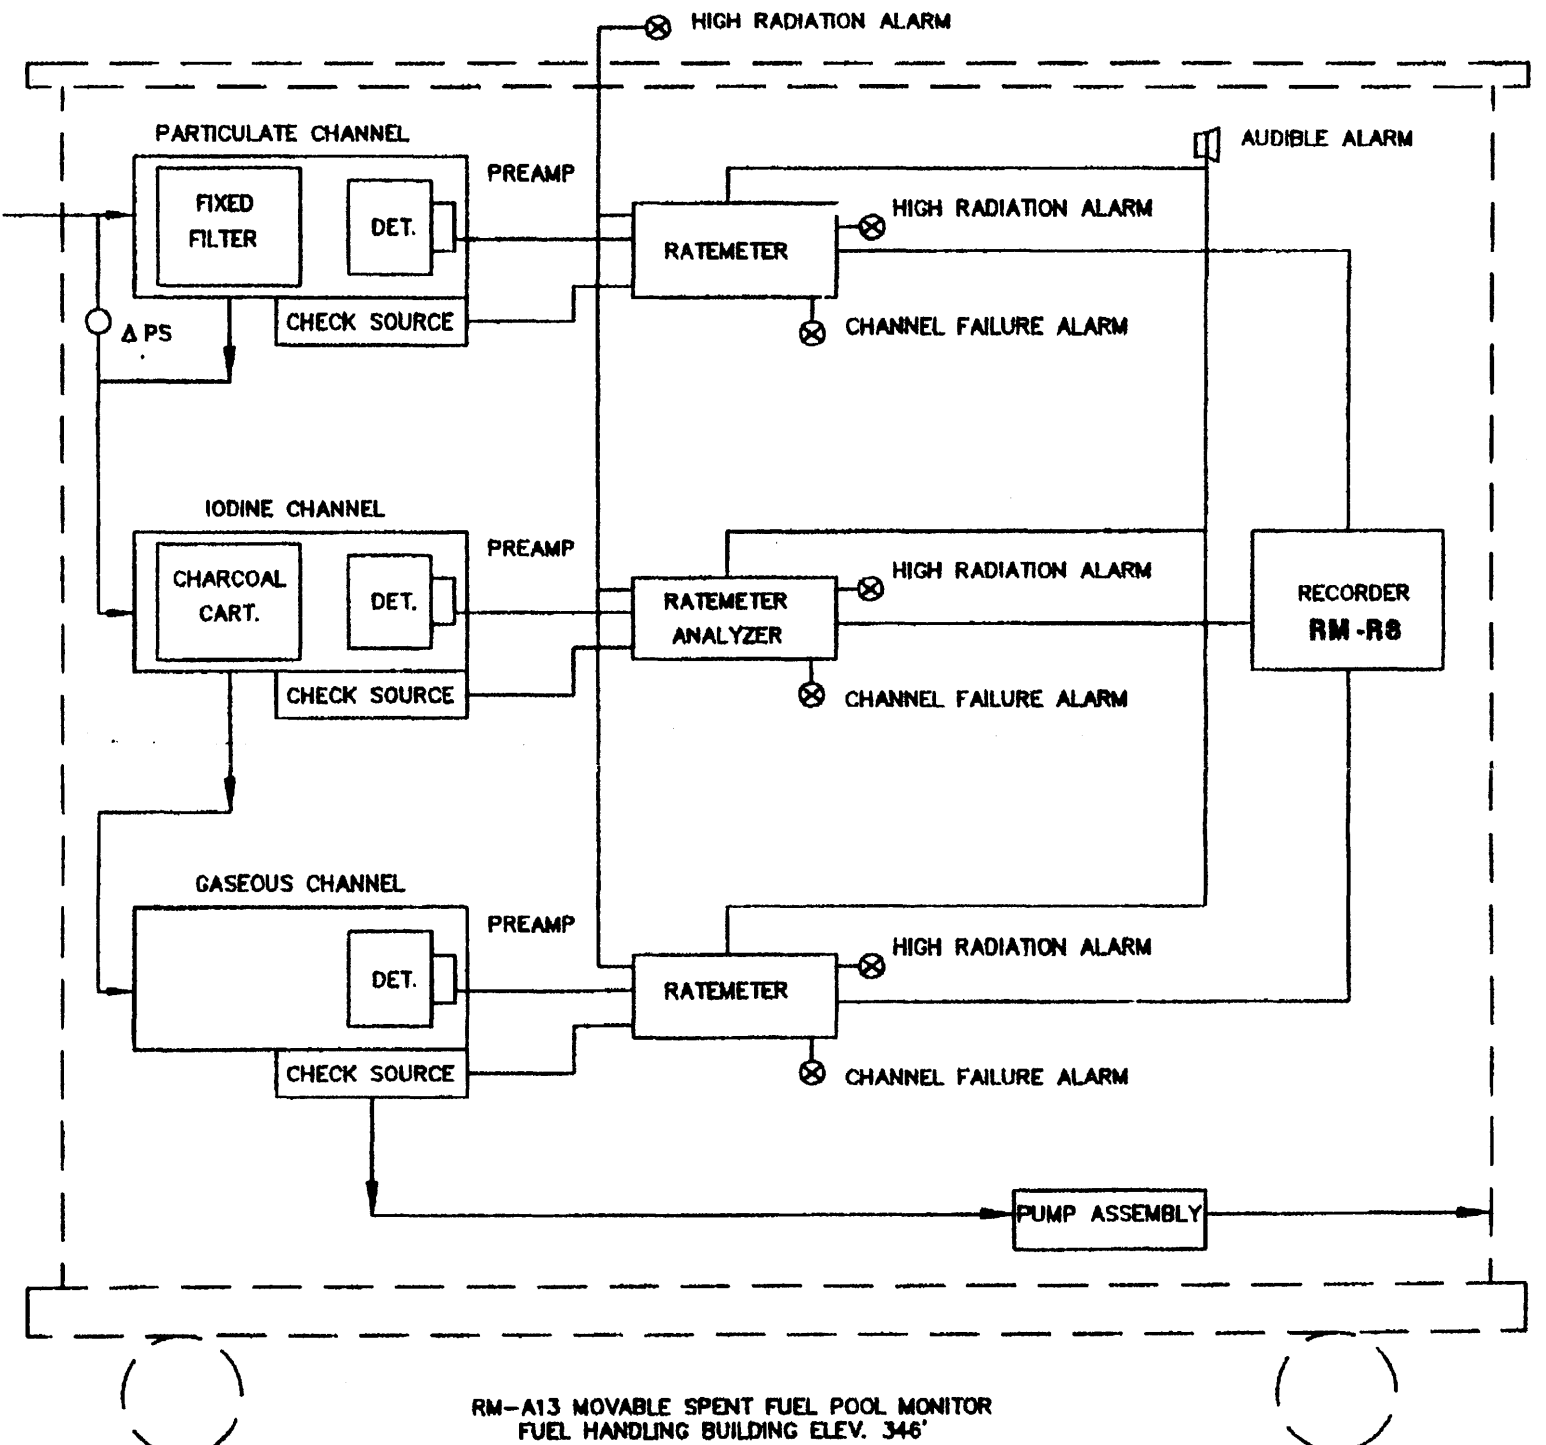 HIGH RADIATION ALARM
AUDIBLE ALARM
PARTICULATE CHANNEL
PREAMP
FIXED
FILTER
DET.
CHECK SOURCE
Δ PS
RATEMETER
HIGH RADIATION ALARM
CHANNEL FAILURE ALARM
IODINE CHANNEL
PREAMP
CHARCOAL
CART.
DET.
CHECK SOURCE
RATEMETER
ANALYZER
HIGH RADIATION ALARM
CHANNEL FAILURE ALARM
RECORDER
RM-R8
GASEOUS CHANNEL
PREAMP
DET.
CHECK SOURCE
RATEMETER
HIGH RADIATION ALARM
CHANNEL FAILURE ALARM
PUMP ASSEMBLY
RM-A13 MOVABLE SPENT FUEL POOL MONITOR
FUEL HANDLING BUILDING ELEV. 346'